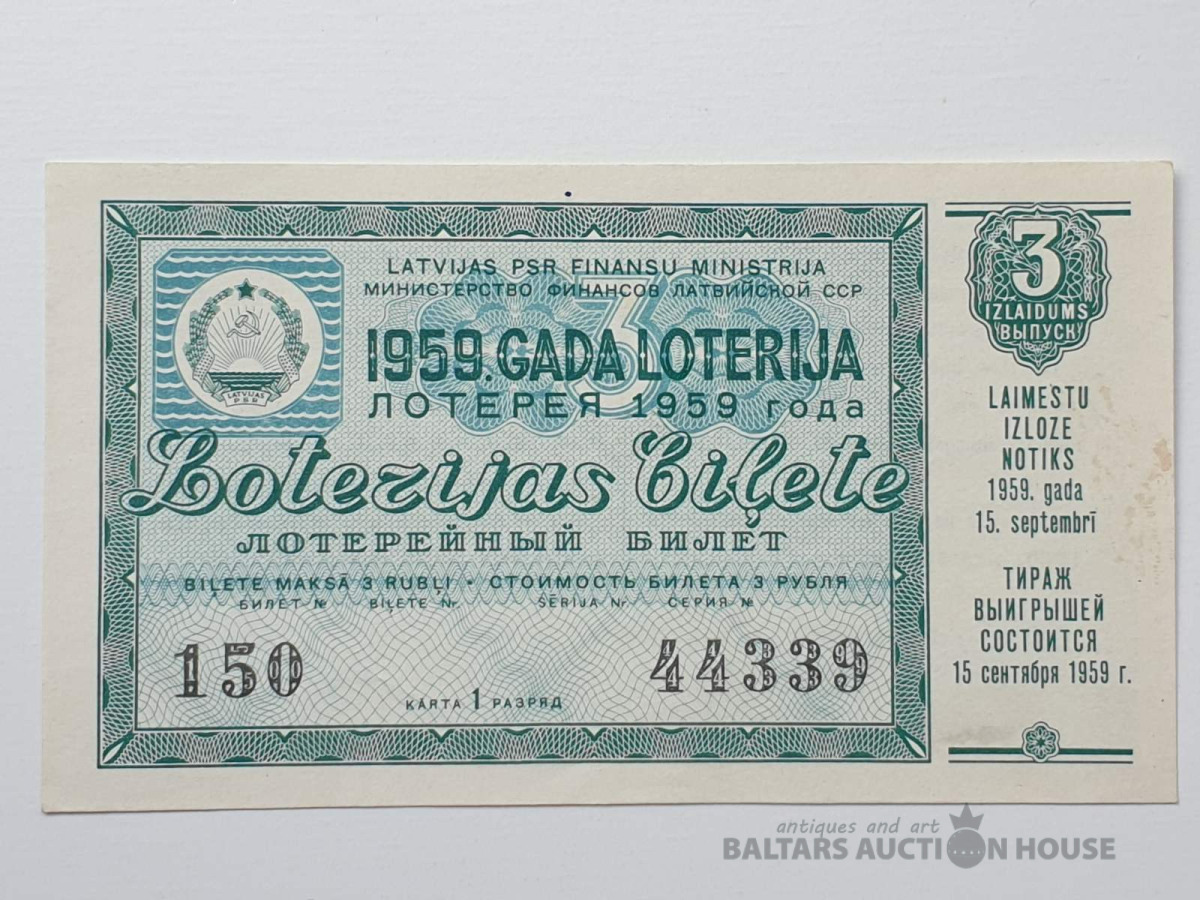 LATVIJAS PSR FINANSU MINISTRIJA
МИНИСТЕРСТВО ФИНАНСОВ ЛАТВИЙСКОЙ ССР
3
1959. GADA LOTERIJA
ЛОТЕРЕЯ 1959 года
LATVIJAS
PSR
Loterijas biļete
ЛОТЕРЕЙНЫЙ БИЛЕТ
BIĻETE MAKSĀ 3 RUBĻI • СТОИМОСТЬ БИЛЕТА 3 РУБЛЯ
БИЛЕТ № BIĻETE Nr. SĒRIJA Nr. СЕРИЯ №
150 44339
KĀRTA 1 РАЗРЯД
3
IZLAIDUMS
ВЫПУСК
LAIMESTU
IZLOZE
NOTIKS
1959. gada
15. septembrī
ТИРАЖ
ВЫИГРЫШЕЙ
СОСТОИТСЯ
15 сентября 1959 г.
antiques and art
BALTARS AUCTION HOUSE